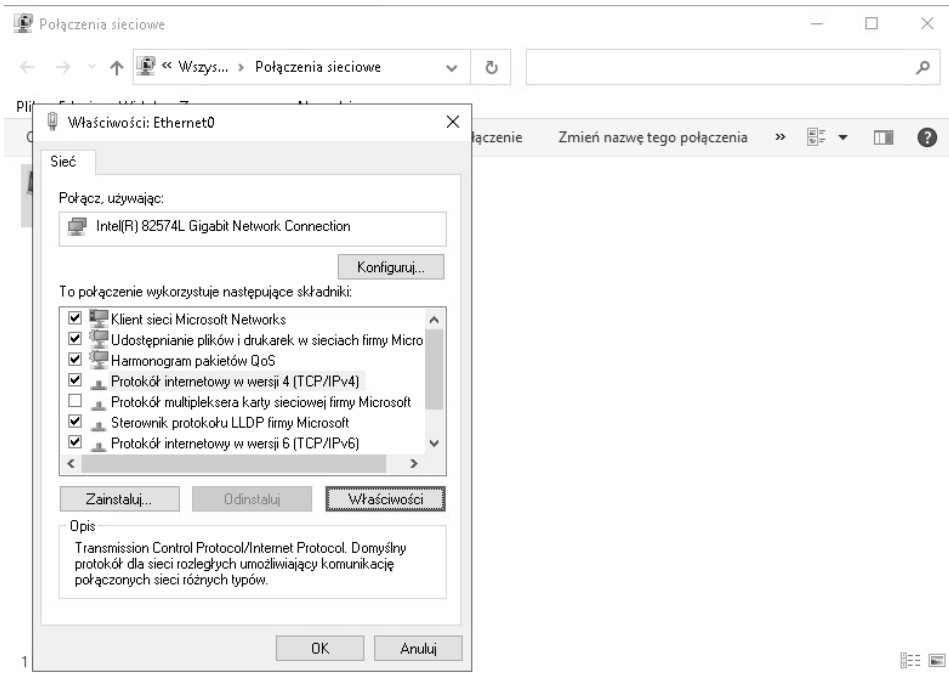 Połączenia sieciowe
« Wszys... › Połączenia sieciowe
Właściwości: Ethernet0
Zmień nazwę tego połączenia »
Sieć
Połącz, używając:
Intel(R) 82574L Gigabit Network Connection
Konfiguruj...
To połączenie wykorzystuje następujące składniki:
Klient sieci Microsoft Networks
Udostępnianie plików i drukarek w sieciach firmy Micro
Harmonogram pakietów QoS
Protokół internetowy w wersji 4 (TCP/IPv4)
Protokół multipleksera karty sieciowej firmy Microsoft
Sterownik protokołu LLDP firmy Microsoft
Protokół internetowy w wersji 6 (TCP/IPv6)
Zainstaluj... Odinstaluj Właściwości
Opis
Transmission Control Protocol/Internet Protocol. Domyślny
protokół dla sieci rozległych umożliwiający komunikację
połączonych sieci różnych typów.
OK Anuluj
1